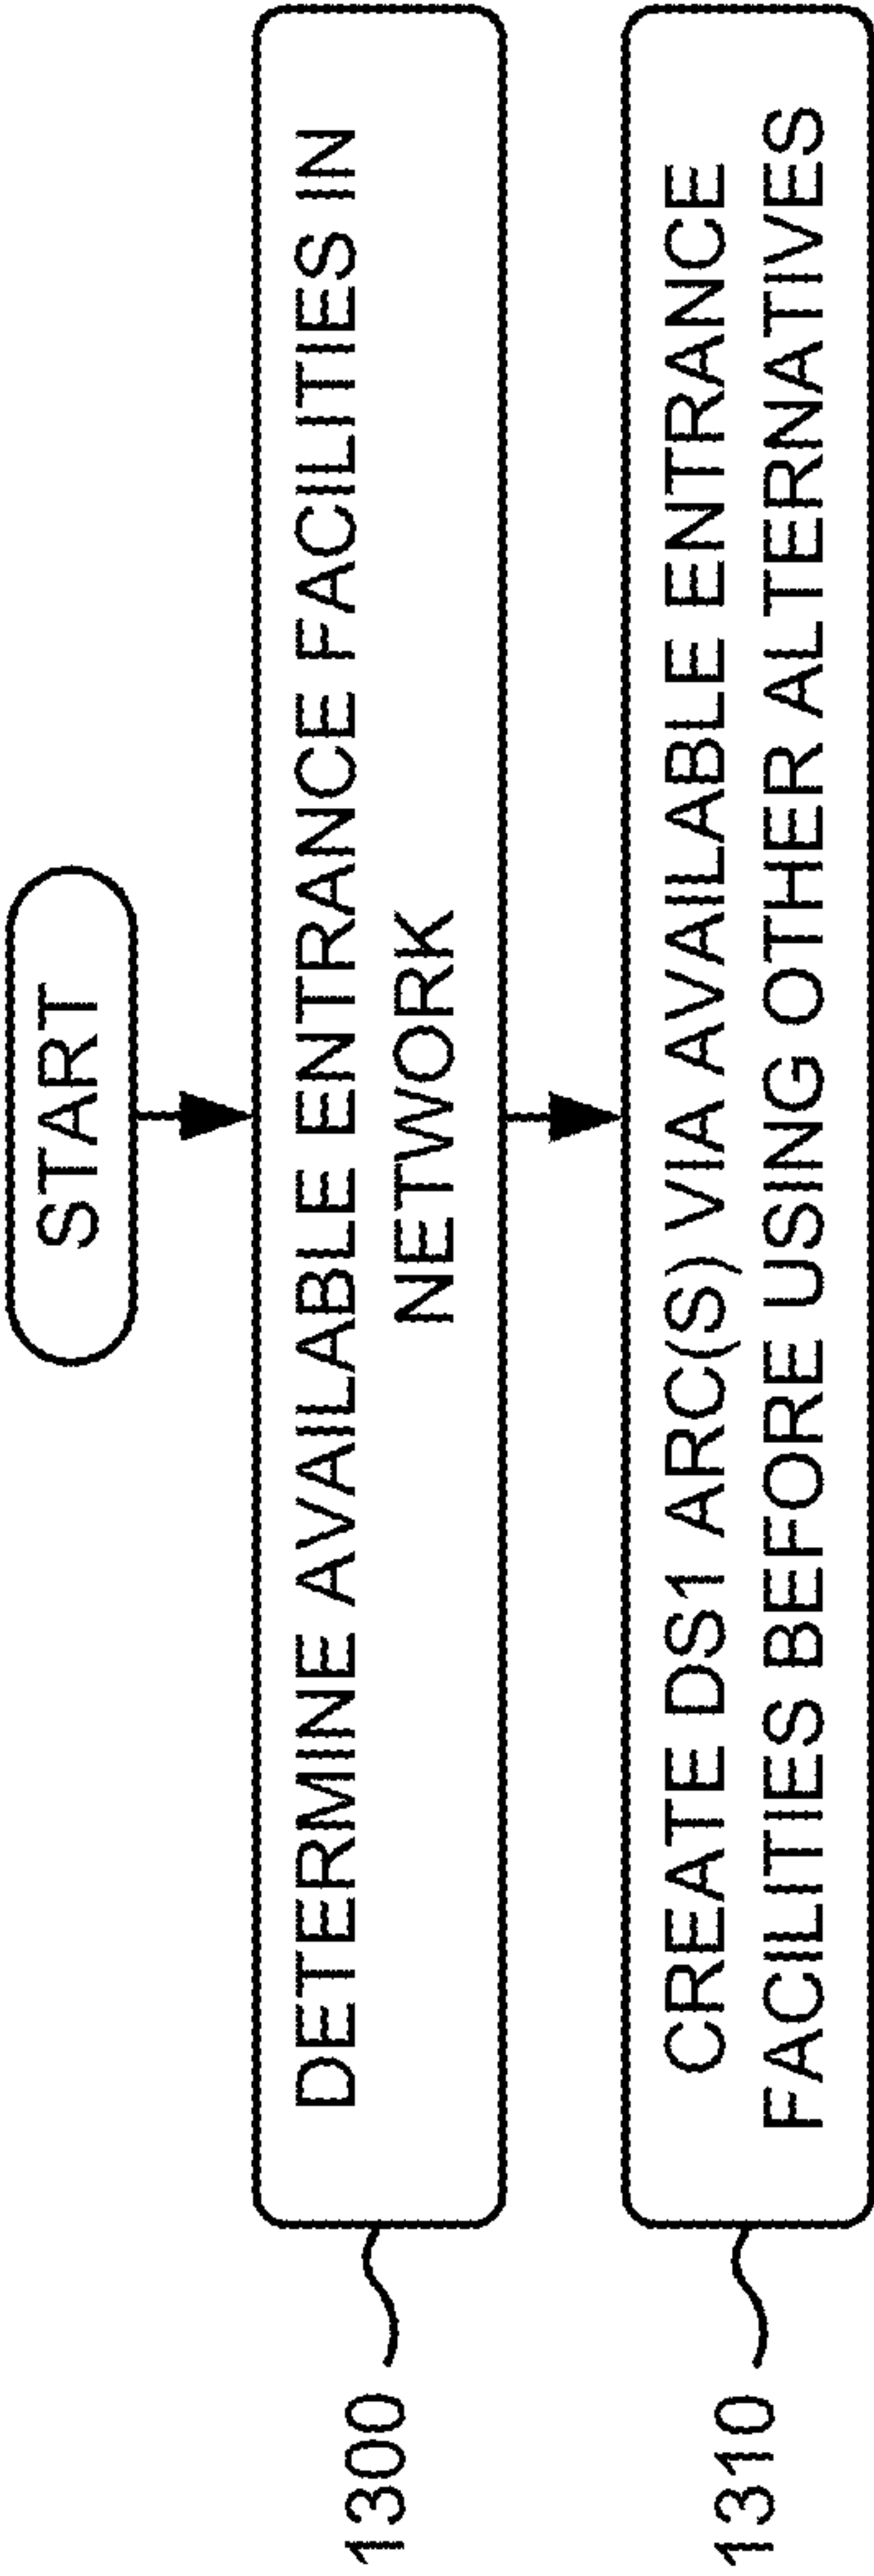 START
DETERMINE AVAILABLE ENTRANCE FACILITIES IN
NETWORK
1300
CREATE DS1 ARC(S) VIA AVAILABLE ENTRANCE
FACILITIES BEFORE USING OTHER ALTERNATIVES
1310